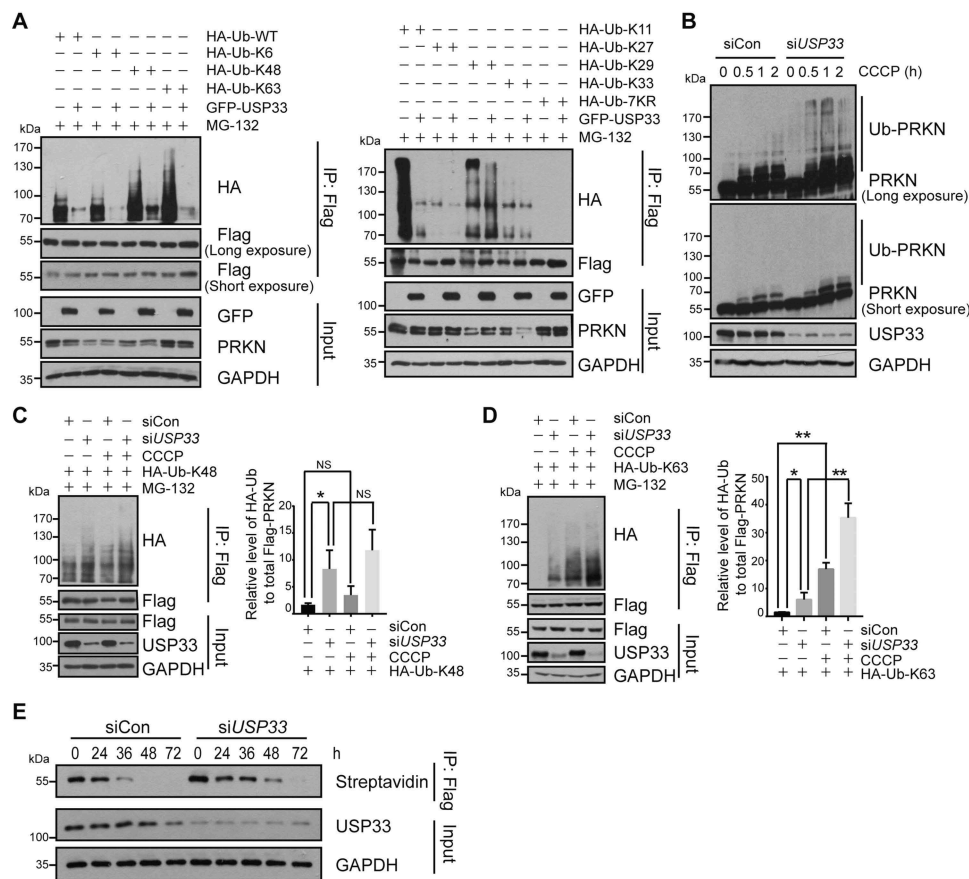 A
+ + − − − − − − HA-Ub-WT
− − + + − − − − HA-Ub-K6
− − − − + + − − HA-Ub-K48
− − − − − − + + HA-Ub-K63
− + − + − + − + GFP-USP33
+ + + + + + + + MG-132
kDa
170
130
100
70
HA
55
Flag
(Long exposure)
55
Flag
(Short exposure)
IP: Flag
100
GFP
55
PRKN
35
GAPDH
Input
+ + − − − − − − − − HA-Ub-K11
− − + + − − − − − − HA-Ub-K27
− − − − + + − − − − HA-Ub-K29
− − − − − − + + − − HA-Ub-K33
− − − − − − − − + + HA-Ub-7KR
− + − + − + − + − + GFP-USP33
+ + + + + + + + + + MG-132
kDa
170
130
100
70
HA
55
Flag
IP: Flag
100
GFP
55
PRKN
35
GAPDH
Input
B
siCon siUSP33
0 0.5 1 2 0 0.5 1 2 CCCP (h)
kDa
170
130
100
70
55
Ub-PRKN
PRKN
(Long exposure)
170
130
100
70
55
Ub-PRKN
PRKN
(Short exposure)
100
USP33
35
GAPDH
C
+ − + − siCon
− + − + siUSP33
− − + + CCCP
+ + + + HA-Ub-K48
+ + + + MG-132
kDa
170
130
100
70
HA
55
Flag
IP: Flag
55
Flag
100
USP33
35
GAPDH
Input
Relative level of HA-Ub
to total Flag-PRKN
20
15
10
5
0
NS
*
NS
+ − + − siCon
− + − + siUSP33
− − + + CCCP
+ + + + HA-Ub-K48
D
+ − + − siCon
− + − + siUSP33
− − + + CCCP
+ + + + HA-Ub-K63
+ + + + MG-132
kDa
170
130
100
70
HA
55
Flag
IP: Flag
55
Flag
100
USP33
35
GAPDH
Input
Relative level of HA-Ub
to total Flag-PRKN
50
40
30
20
10
0
**
*
**
+ − + − siCon
− + − + siUSP33
− − + + CCCP
+ + + + HA-Ub-K63
E
siCon siUSP33
0 24 36 48 72 0 24 36 48 72 h
kDa
55
Streptavidin
IP: Flag
100
USP33
35
GAPDH
Input